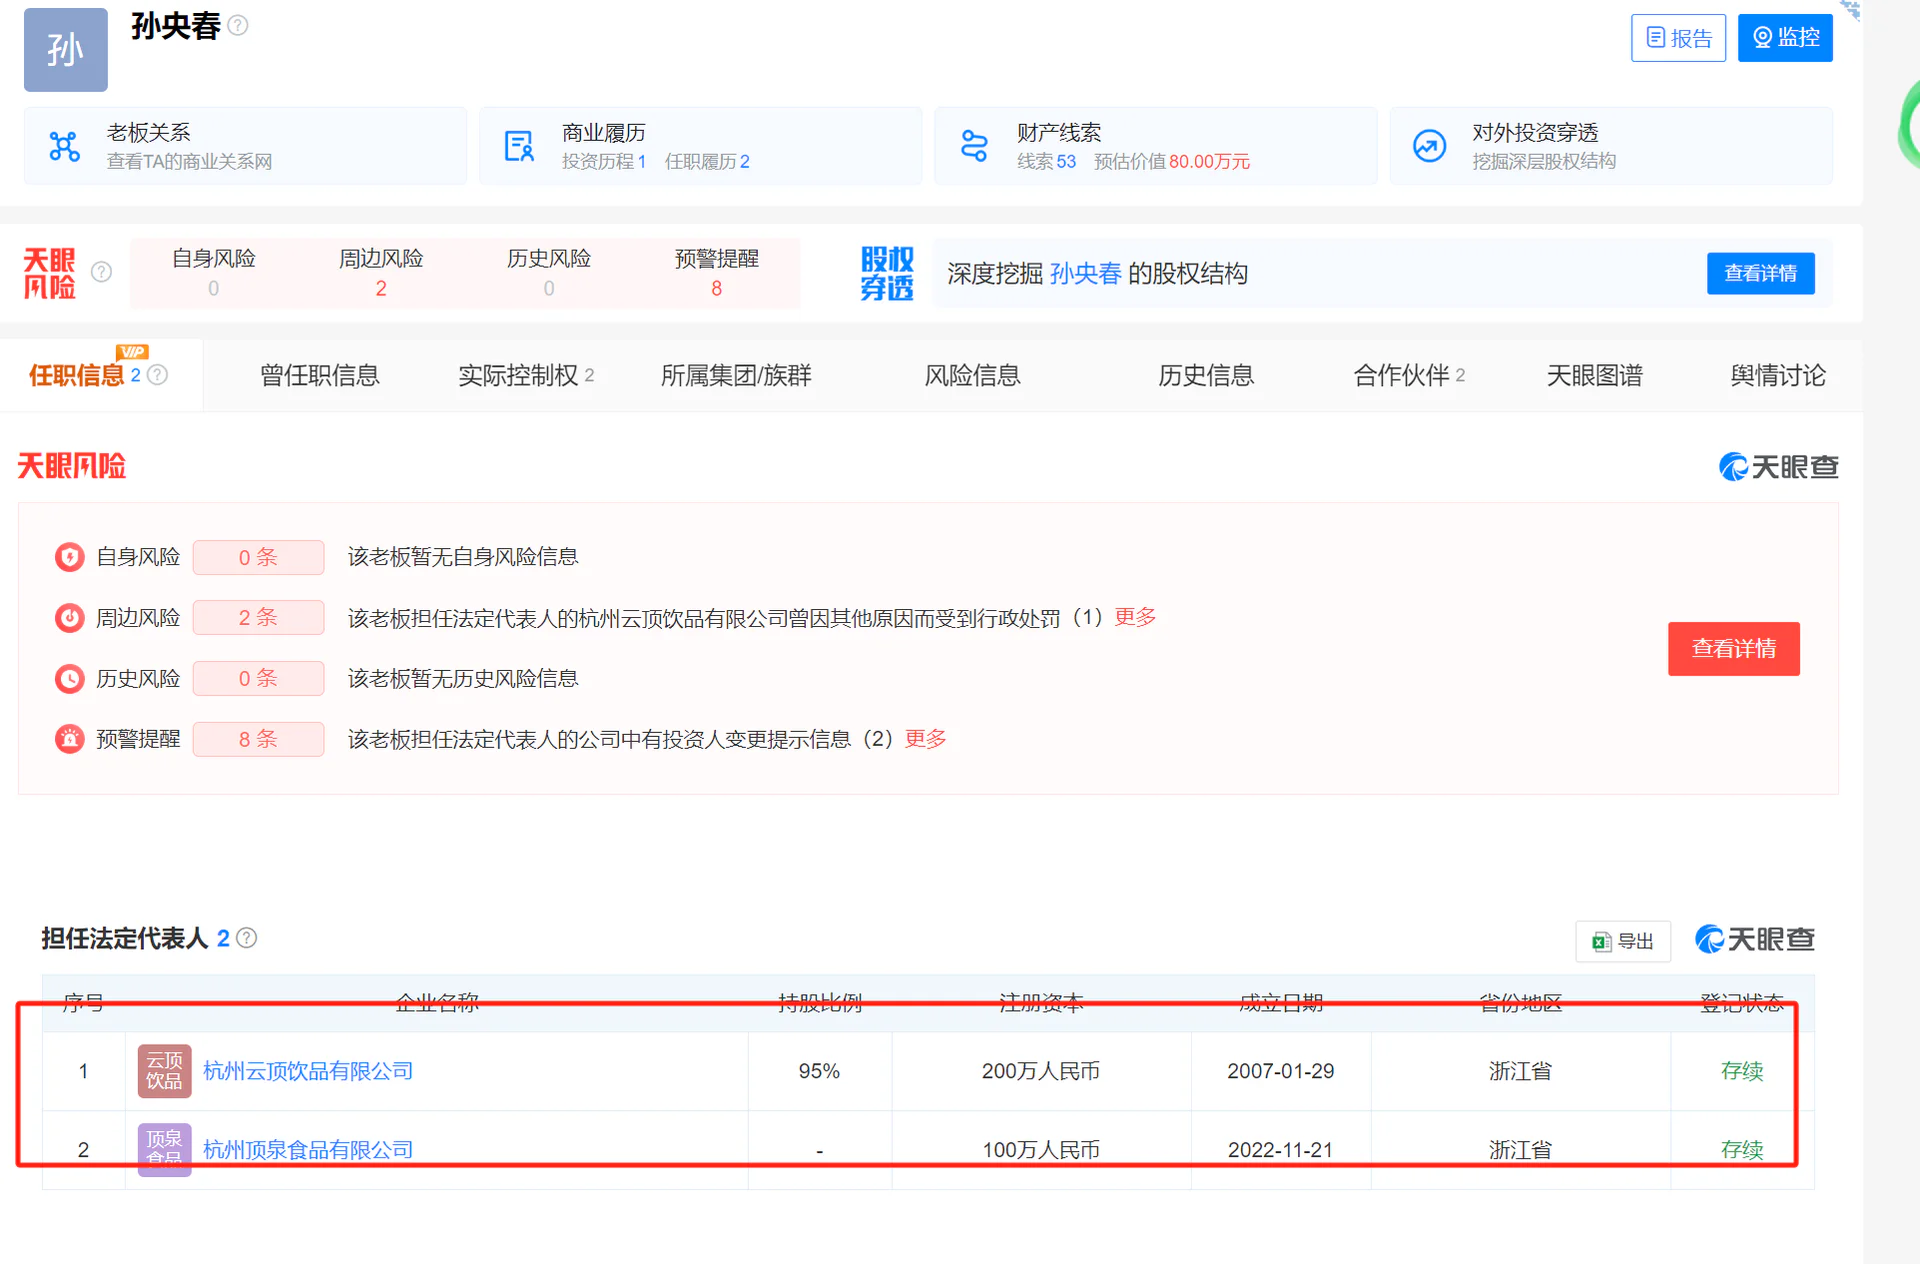 孙
孙央春
报告
监控
老板关系
查看TA的商业关系网
商业履历
投资历程 1 任职履历 2
财产线索
线索 53 预估价值 80.00万元
对外投资穿透
挖掘深层股权结构
天眼
风险
自身风险
0
周边风险
2
历史风险
0
预警提醒
8
股权
穿透
深度挖掘 孙央春 的股权结构
查看详情
VIP
任职信息 2
曾任职信息
实际控制权 2
所属集团/族群
风险信息
历史信息
合作伙伴 2
天眼图谱
舆情讨论
天眼风险
天眼查
自身风险 0 条 该老板暂无自身风险信息
周边风险 2 条 该老板担任法定代表人的杭州云顶饮品有限公司曾因其他原因而受到行政处罚（1）更多
历史风险 0 条 该老板暂无历史风险信息
预警提醒 8 条 该老板担任法定代表人的公司中有投资人变更提示信息（2）更多
查看详情
担任法定代表人 2
导出
天眼查
序号 企业名称 持股比例 注册资本 成立日期 省份地区 登记状态
1 云顶饮品 杭州云顶饮品有限公司 95% 200万人民币 2007-01-29 浙江省 存续
2 顶泉食品 杭州顶泉食品有限公司 - 100万人民币 2022-11-21 浙江省 存续